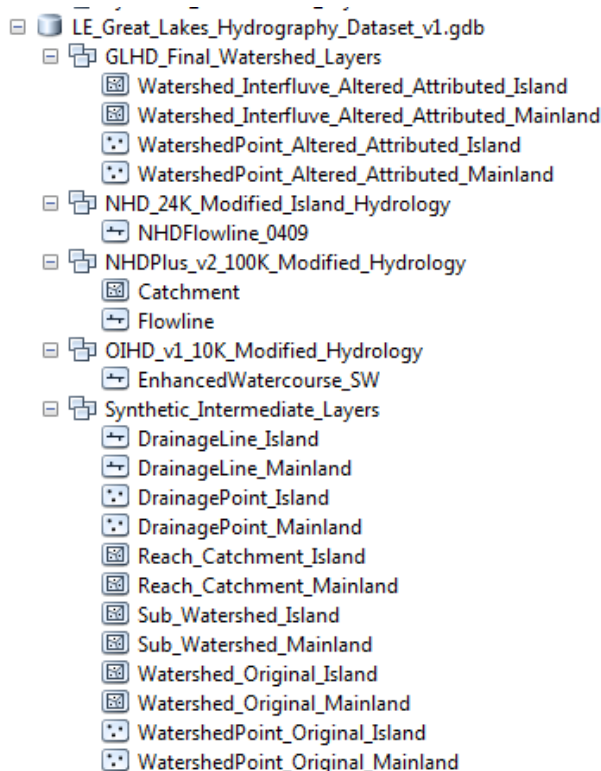 LE_Great_Lakes_Hydrography_Dataset_v1.gdb
GLHD_Final_Watershed_Layers
Watershed_Interfluve_Altered_Attributed_Island
Watershed_Interfluve_Altered_Attributed_Mainland
WatershedPoint_Altered_Attributed_Island
WatershedPoint_Altered_Attributed_Mainland
NHD_24K_Modified_Island_Hydrology
NHDFlowline_0409
NHDPlus_v2_100K_Modified_Hydrology
Catchment
Flowline
OIHD_v1_10K_Modified_Hydrology
EnhancedWatercourse_SW
Synthetic_Intermediate_Layers
DrainageLine_Island
DrainageLine_Mainland
DrainagePoint_Island
DrainagePoint_Mainland
Reach_Catchment_Island
Reach_Catchment_Mainland
Sub_Watershed_Island
Sub_Watershed_Mainland
Watershed_Original_Island
Watershed_Original_Mainland
WatershedPoint_Original_Island
WatershedPoint_Original_Mainland